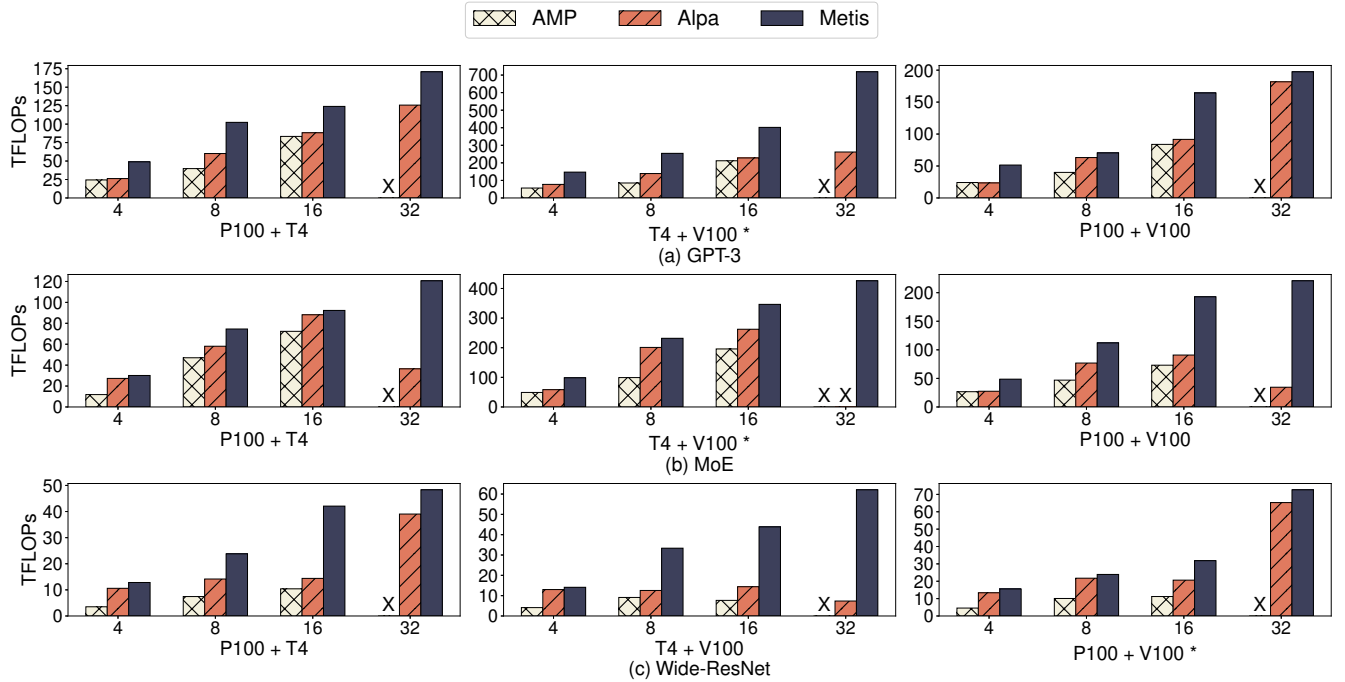 AMP Alpa Metis
TFLOPs
175
150
125
100
75
50
25
0
4 8 X 16 32
P100 + T4
700
600
500
400
300
200
100
0
4 8 16 X 32
T4 + V100 *
200
150
100
50
0
4 8 16 X 32
P100 + V100
(a) GPT-3
TFLOPs
120
100
80
60
40
20
0
X
4 8 16 32
P100 + T4
400
300
200
100
0
X X
4 8 16 32
T4 + V100 *
200
150
100
50
0
X
4 8 16 32
P100 + V100
(b) MoE
TFLOPs
50
40
30
20
10
0
X
4 8 16 32
P100 + T4
60
50
40
30
20
10
0
X
4 8 16 32
T4 + V100
70
60
50
40
30
20
10
0
X
4 8 16 32
P100 + V100 *
(c) Wide-ResNet